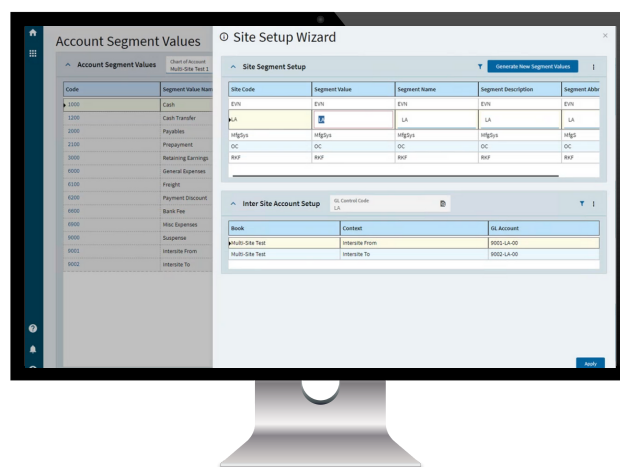 Account Segment Values
Account Segment Values
Chart of Account
Multi-Site Test 1
Code
Segment Value Nam
1000
Cash
1200
Cash Transfer
2000
Payables
2100
Prepayment
3000
Retaining Earnings
6000
General Expenses
6100
Freight
6200
Payment Discount
6600
Bank Fee
6900
Misc Expenses
9000
Suspense
9001
Intersite From
9002
Intersite To
Site Setup Wizard
Site Segment Setup
Generate New Segment Values
Site Code Segment Value Segment Name Segment Description Segment Abbr
EVN EVN EVN EVN EVN
LA LA LA LA LA
MfgSys MfgSys MfgSys MfgSys MfgS
OC OC OC OC OC
RKF RKF RKF RKF RKF
Inter Site Account Setup
GL Control Code
LA
Book Context GL Account
Multi-Site Test Intersite From 9001-LA-00
Multi-Site Test Intersite To 9002-LA-00
Apply